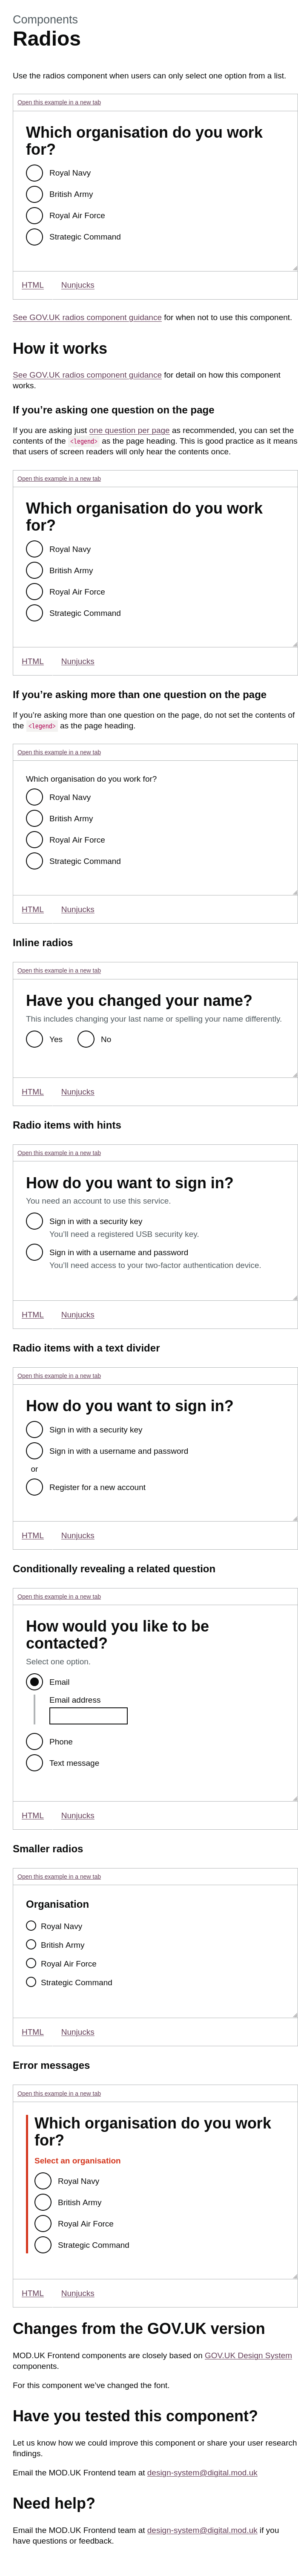 Components
Radios
Use the radios component when users can only select one option from a list.
Open this example in a new tab
Which organisation do you work
for?
Royal Navy
British Army
Royal Air Force
Strategic Command
HTML Nunjucks
See GOV.UK radios component guidance for when not to use this component.
How it works
See GOV.UK radios component guidance for detail on how this component
works.
If you’re asking one question on the page
If you are asking just one question per page as recommended, you can set the
contents of the <legend> as the page heading. This is good practice as it means
that users of screen readers will only hear the contents once.
Open this example in a new tab
Which organisation do you work
for?
Royal Navy
British Army
Royal Air Force
Strategic Command
HTML Nunjucks
If you’re asking more than one question on the page
If you’re asking more than one question on the page, do not set the contents of
the <legend> as the page heading.
Open this example in a new tab
Which organisation do you work for?
Royal Navy
British Army
Royal Air Force
Strategic Command
HTML Nunjucks
Inline radios
Open this example in a new tab
Have you changed your name?
This includes changing your last name or spelling your name differently.
Yes No
HTML Nunjucks
Radio items with hints
Open this example in a new tab
How do you want to sign in?
You need an account to use this service.
Sign in with a security key
You’ll need a registered USB security key.
Sign in with a username and password
You’ll need access to your two-factor authentication device.
HTML Nunjucks
Radio items with a text divider
Open this example in a new tab
How do you want to sign in?
Sign in with a security key
Sign in with a username and password
or
Register for a new account
HTML Nunjucks
Conditionally revealing a related question
Open this example in a new tab
How would you like to be
contacted?
Select one option.
Email
Email address
Phone
Text message
HTML Nunjucks
Smaller radios
Open this example in a new tab
Organisation
Royal Navy
British Army
Royal Air Force
Strategic Command
HTML Nunjucks
Error messages
Open this example in a new tab
Which organisation do you work
for?
Select an organisation
Royal Navy
British Army
Royal Air Force
Strategic Command
HTML Nunjucks
Changes from the GOV.UK version
MOD.UK Frontend components are closely based on GOV.UK Design System
components.
For this component we’ve changed the font.
Have you tested this component?
Let us know how we could improve this component or share your user research
findings.
Email the MOD.UK Frontend team at design-system@digital.mod.uk
Need help?
Email the MOD.UK Frontend team at design-system@digital.mod.uk if you
have questions or feedback.